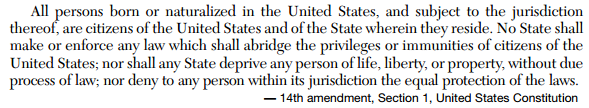 All persons born or naturalized in the United States, and subject to the jurisdiction
thereof, are citizens of the United States and of the State wherein they reside. No State shall
make or enforce any law which shall abridge the privileges or immunities of citizens of the
United States; nor shall any State deprive any person of life, liberty, or property, without due
process of law; nor deny to any person within its jurisdiction the equal protection of the laws.
— 14th amendment, Section 1, United States Constitution